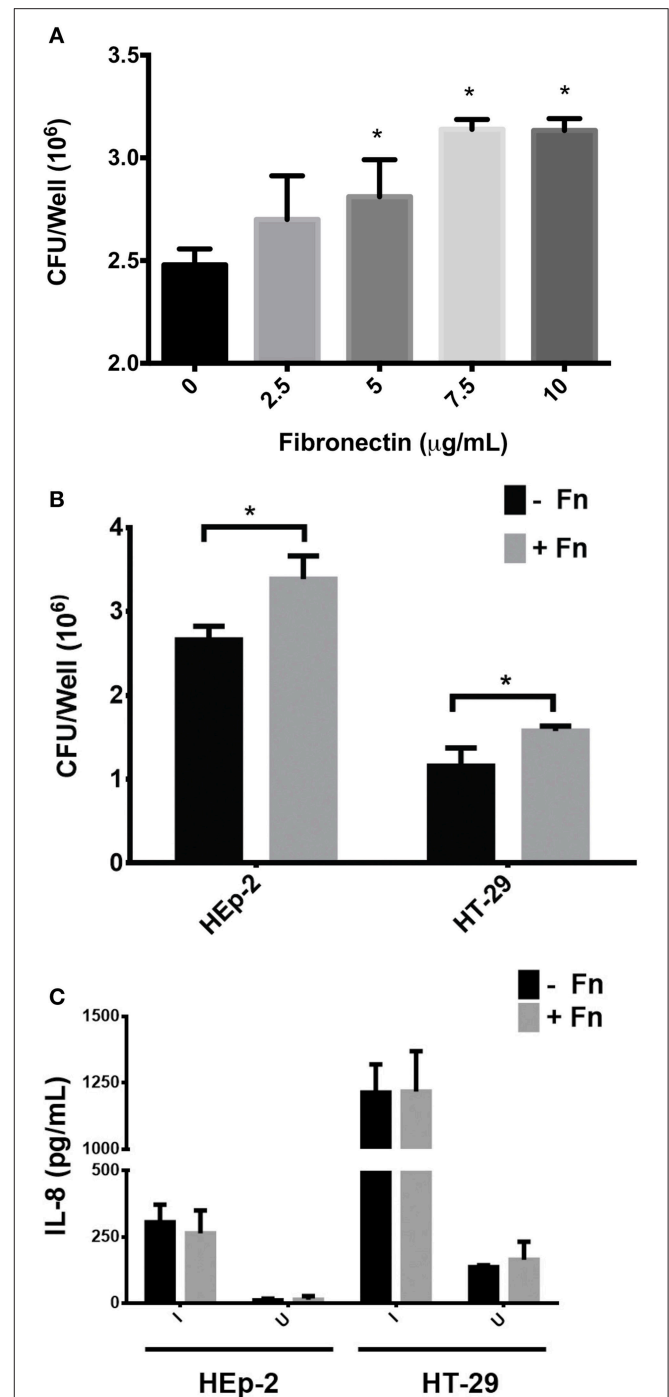 A
CFU/Well (10⁶)
3.5
3.0
2.5
2.0
*
*
*
0
2.5
5
7.5
10
Fibronectin (μg/mL)
B
- Fn
+ Fn
CFU/Well (10⁶)
4
3
2
1
0
*
*
HEp-2
HT-29
C
- Fn
+ Fn
IL-8 (pg/mL)
1500
1250
1000
500
250
0
I
U
I
U
HEp-2
HT-29